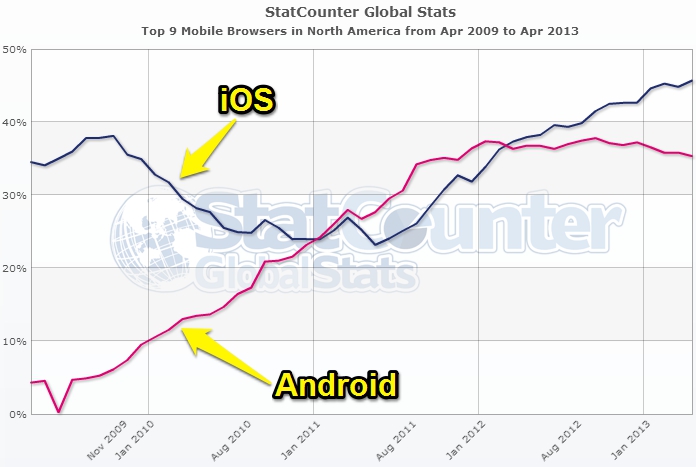 StatCounter Global Stats
Top 9 Mobile Browsers in North America from Apr 2009 to Apr 2013
50%
iOS
40%
30%
StatCounter
GlobalStats
20%
10%
Android
0%
Nov 2009
Jan 2010
Aug 2010
Jan 2011
Aug 2011
Jan 2012
Aug 2012
Jan 2013